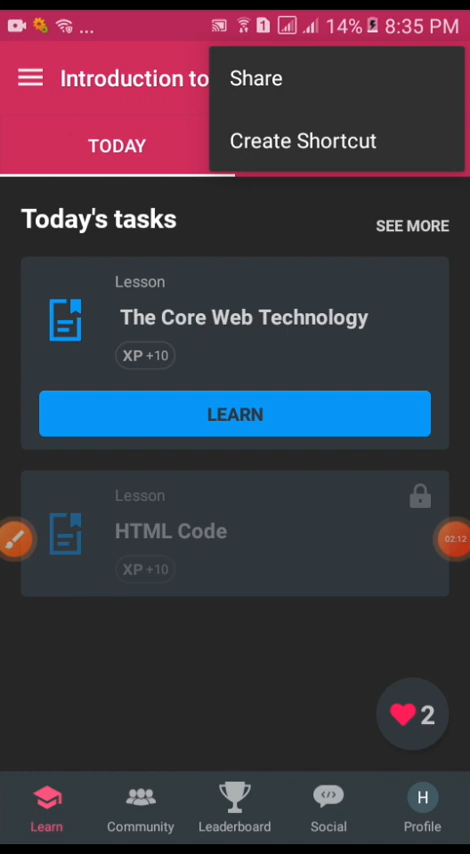 ... 1 14% 8:35 PM
Introduction to
Share
Create Shortcut
TODAY
Today's tasks
SEE MORE
Lesson
The Core Web Technology
XP +10
LEARN
Lesson
HTML Code
XP +10
02:12
2
H
Learn Community Leaderboard Social Profile